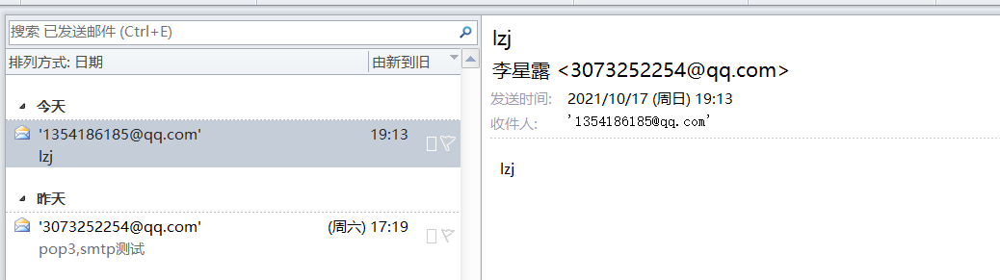 搜索 已发送邮件 (Ctrl+E)
排列方式: 日期 由新到旧
今天
'1354186185@qq.com' 19:13
lzj
昨天
'3073252254@qq.com' (周六) 17:19
pop3,smtp测试
lzj
李星露 <3073252254@qq.com>
发送时间: 2021/10/17 (周日) 19:13
收件人: '1354186185@qq.com'
lzj